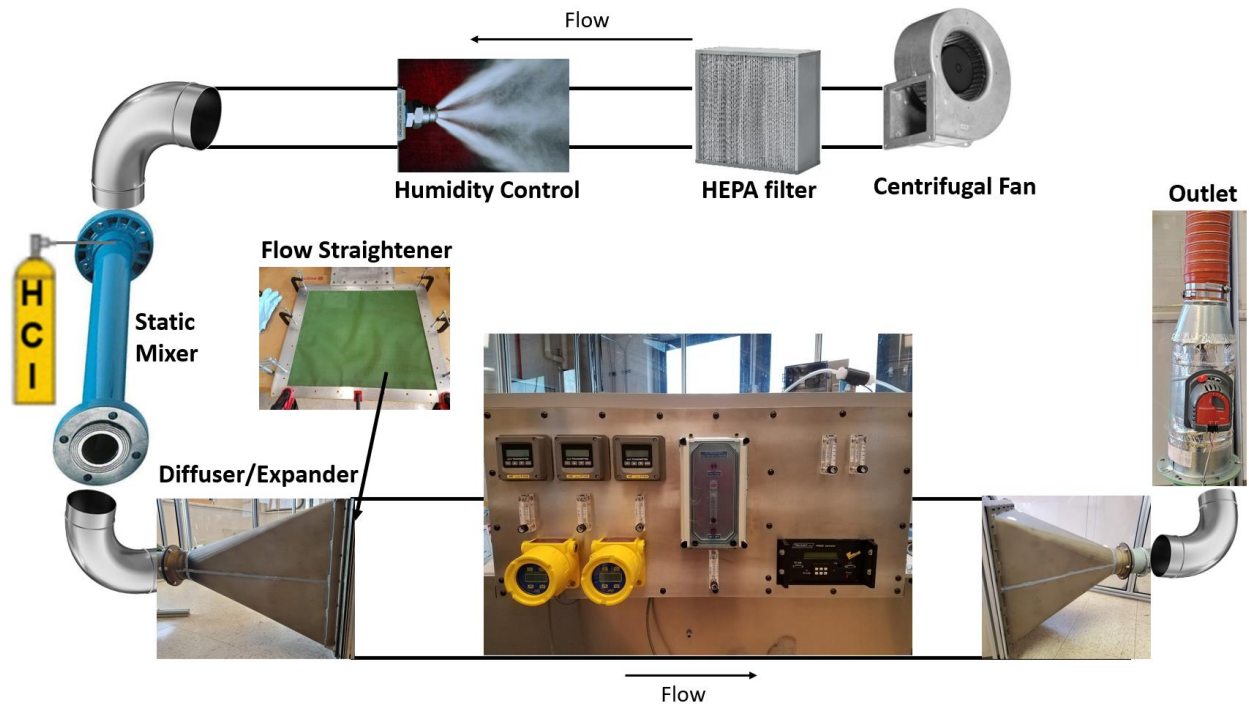 Flow
Humidity Control
HEPA filter
Centrifugal Fan
Outlet
Flow Straightener
H
C
l
Static
Mixer
Diffuser/Expander
Flow